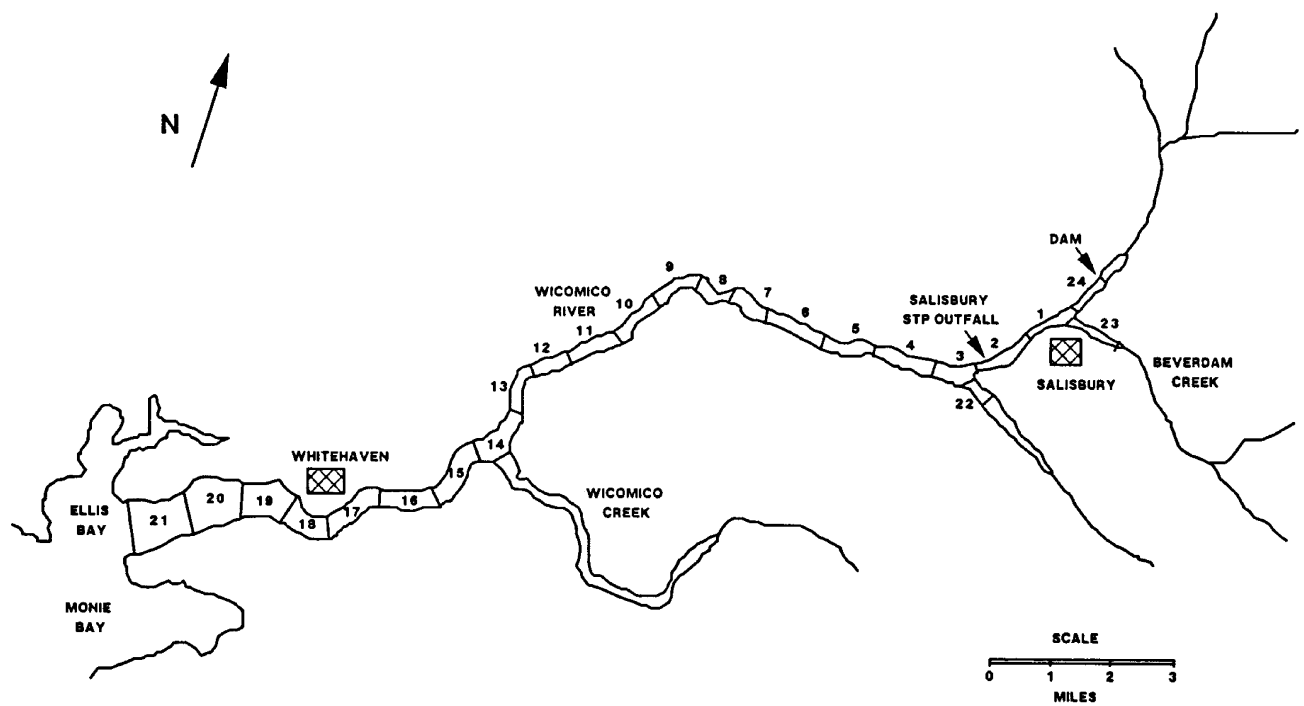 N
DAM
24
9
8
WICOMICO
RIVER
10
7
SALISBURY
STP OUTFALL
1
23
11
6
2
12
5
4
3
BEVERDAM
CREEK
SALISBURY
13
22
14
WHITEHAVEN
15
WICOMICO
CREEK
16
20
19
17
18
21
ELLIS
BAY
MONIE
BAY
SCALE
0 1 2 3
MILES